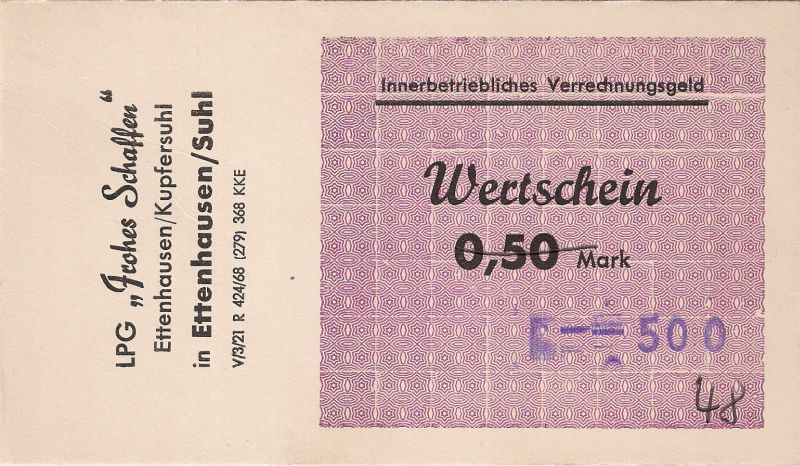 LPG „Frohes Schaffen“
Ettenhausen/Kupfersuhl
in Ettenhausen/Suhl
V/3/21 R 424/68 (279) 368 KKE
Innerbetriebliches Verrechnungsgeld
Wertschein
0,50 Mark
500
48